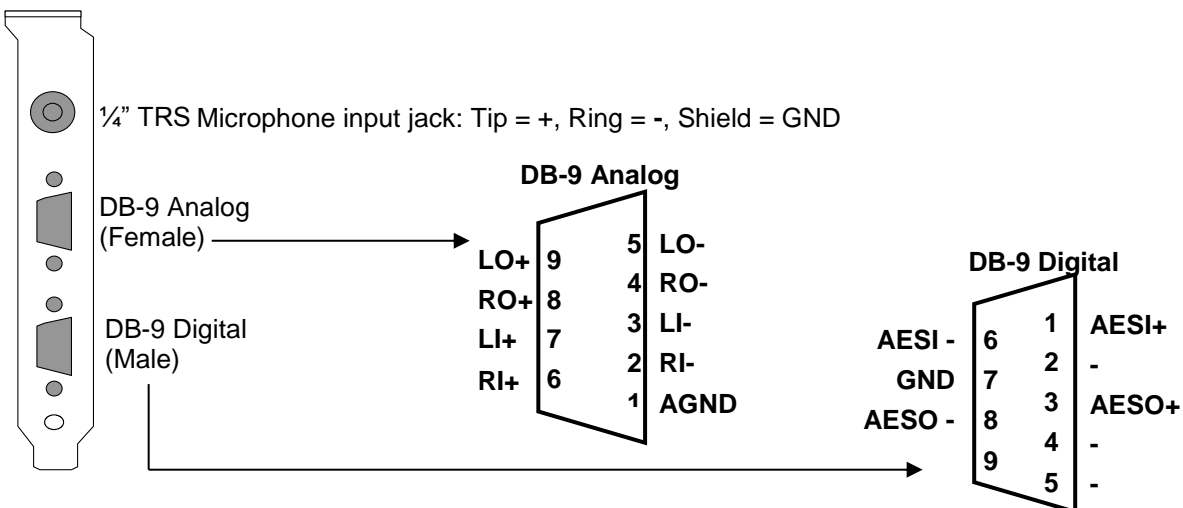 ¼” TRS Microphone input jack: Tip = +, Ring = -, Shield = GND
DB-9 Analog
(Female)
DB-9 Digital
(Male)
DB-9 Analog
LO+ 9 5 LO-
RO+ 8 4 RO-
LI+ 7 3 LI-
RI+ 6 2 RI-
1 AGND
DB-9 Digital
1 AESI+
AESI - 6
2 -
GND 7
3 AESO+
AESO - 8
4 -
9
5 -